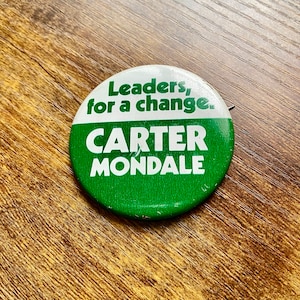 Leaders,
for a change.
CARTER
MONDALE